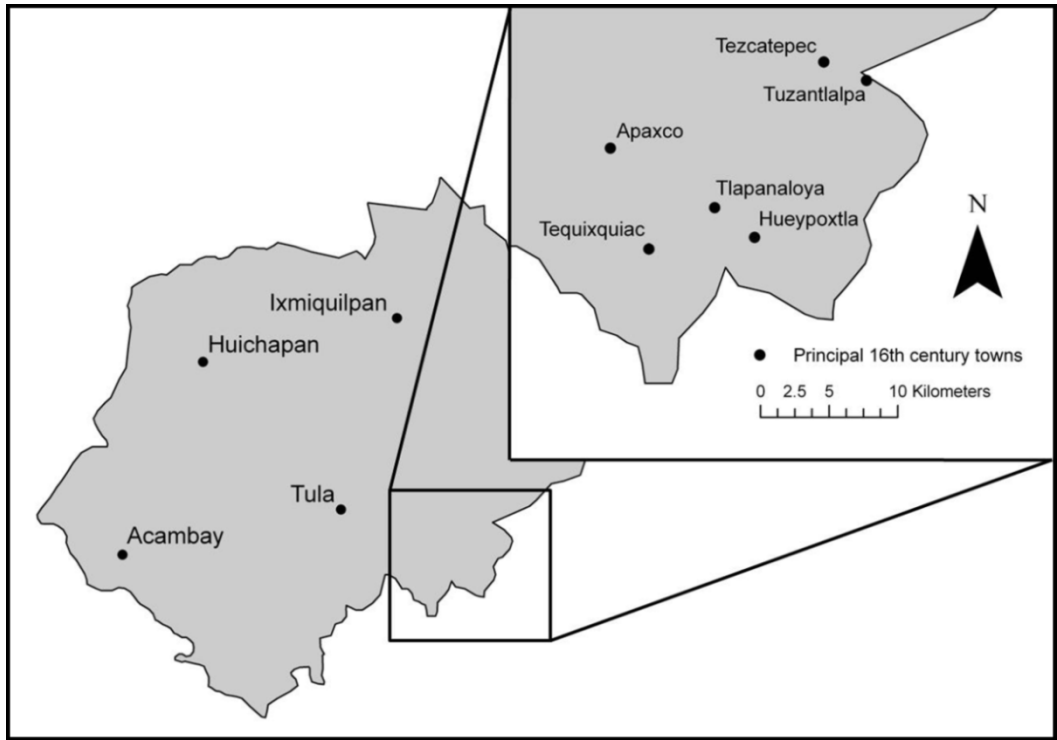 Tezcatepec
Tuzantlalpa
Apaxco
Tlapanaloya
Hueypoxtla
Tequixquiac
N
Principal 16th century towns
0 2.5 5 10 Kilometers
Ixmiquilpan
Huichapan
Tula
Acambay